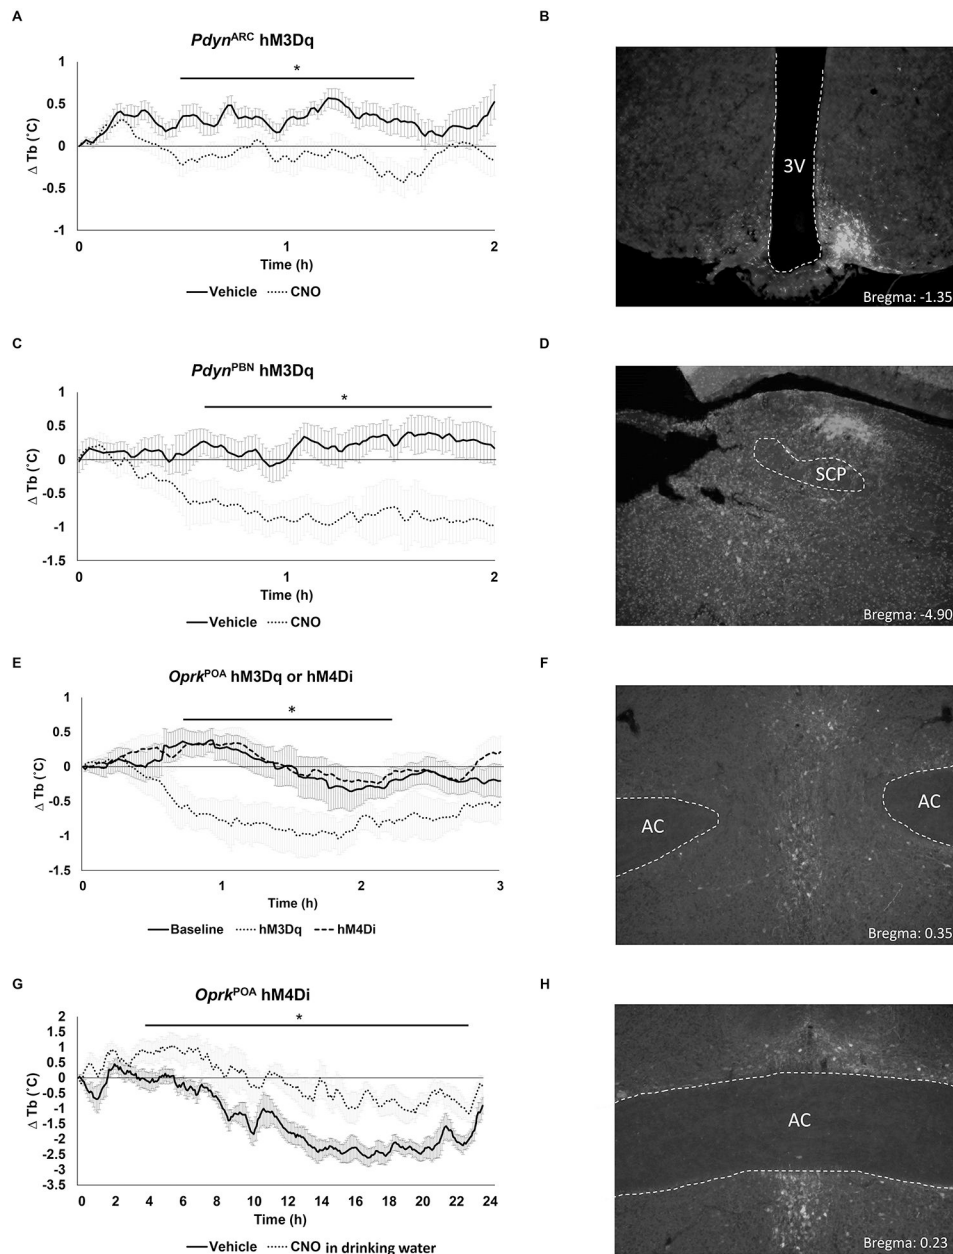 A
Pdyn^ARC hM3Dq
1
*
0.5
0
-0.5
-1
Δ Tb (˚C)
0 1 2
Time (h)
Vehicle CNO
B
3V
Bregma: -1.35
C
Pdyn^PBN hM3Dq
1
*
0.5
0
-0.5
-1
-1.5
Δ Tb (˚C)
0 1 2
Time (h)
Vehicle CNO
D
SCP
Bregma: -4.90
E
Oprk^POA hM3Dq or hM4Di
1
*
0.5
0
-0.5
-1
-1.5
Δ Tb (˚C)
0 1 2 3
Time (h)
Baseline hM3Dq hM4Di
F
AC
AC
Bregma: 0.35
G
Oprk^POA hM4Di
2
*
1.5
1
0.5
0
-0.5
-1
-1.5
-2
-2.5
-3
-3.5
Δ Tb (˚C)
0 2 4 6 8 10 12 14 16 18 20 22 24
Time (h)
Vehicle CNO in drinking water
H
AC
Bregma: 0.23